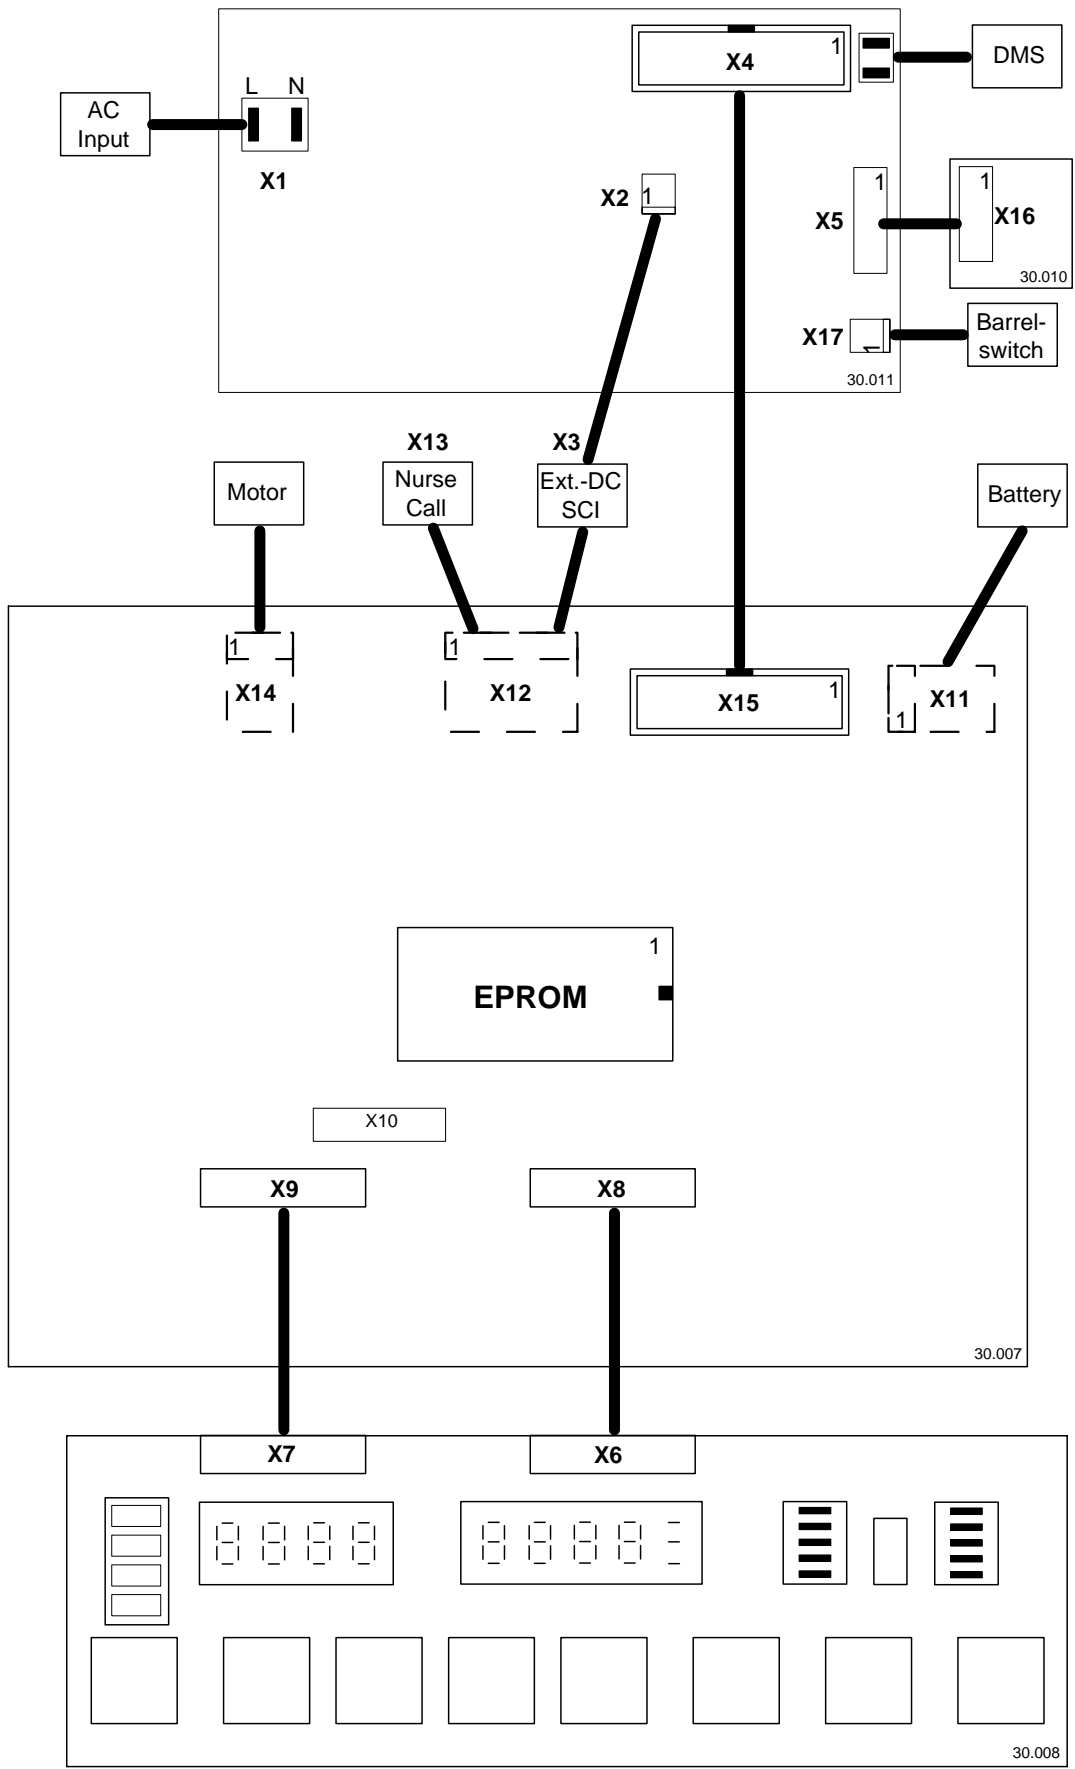 1
X4
DMS
L N
AC
Input
X1
X2
1
1
X5
1
X16
30.010
X17
1
Barrel-
switch
30.011
X13
X3
Motor
Nurse
Call
Ext.-DC
SCI
Battery
1
X14
1
X12
1
X15
X11
1
1
EPROM
X10
X9
X8
30.007
X7
X6
30.008